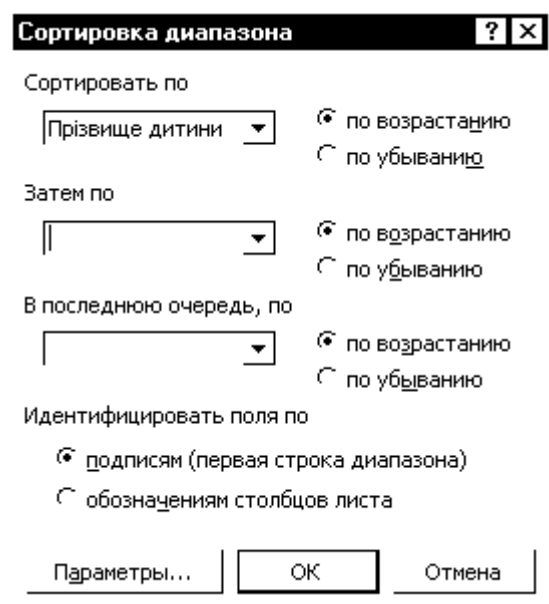 Сортировка диапазона ? ×
Сортировать по
Прізвище дитини
по возрастанию
по убыванию
Затем по
по возрастанию
по убыванию
В последнюю очередь, по
по возрастанию
по убыванию
Идентифицировать поля по
подписям (первая строка диапазона)
обозначениям столбцов листа
Параметры... ОК Отмена